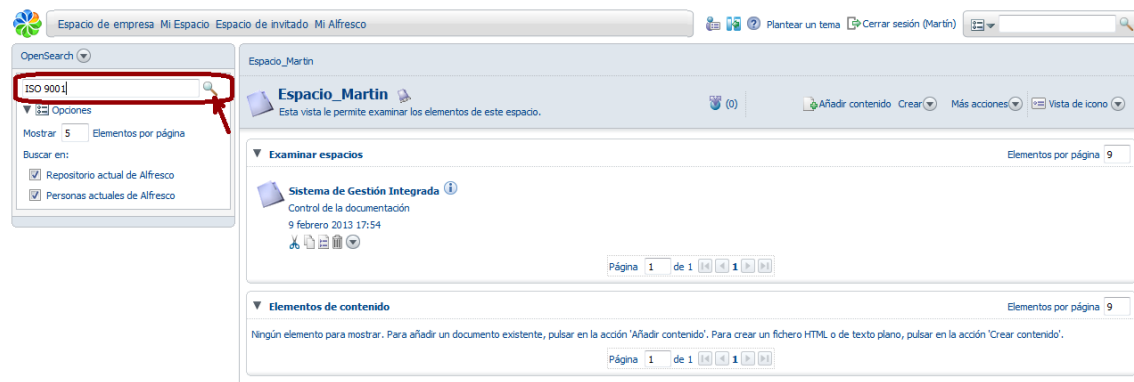 Espacio de empresa Mi Espacio Espacio de invitado Mi Alfresco
(0)
Plantear un tema Cerrar sesión (Martín)
OpenSearch
ISO 9001
Opciones
Mostrar 5 Elementos por página
Buscar en:
Repositorio actual de Alfresco
Personas actuales de Alfresco
Espacio_Martin
Espacio_Martin
Esta vista le permite examinar los elementos de este espacio.
(0)
Añadir contenido Crear Más acciones Vista de icono
Examinar espacios Elementos por página 9
Sistema de Gestión Integrada
Control de la documentación
9 febrero 2013 17:54
Página 1 de 1 1
Elementos de contenido Elementos por página 9
Ningún elemento para mostrar. Para añadir un documento existente, pulsar en la acción 'Añadir contenido'. Para crear un fichero HTML o de texto plano, pulsar en la acción 'Crear contenido'.
Página 1 de 1 1